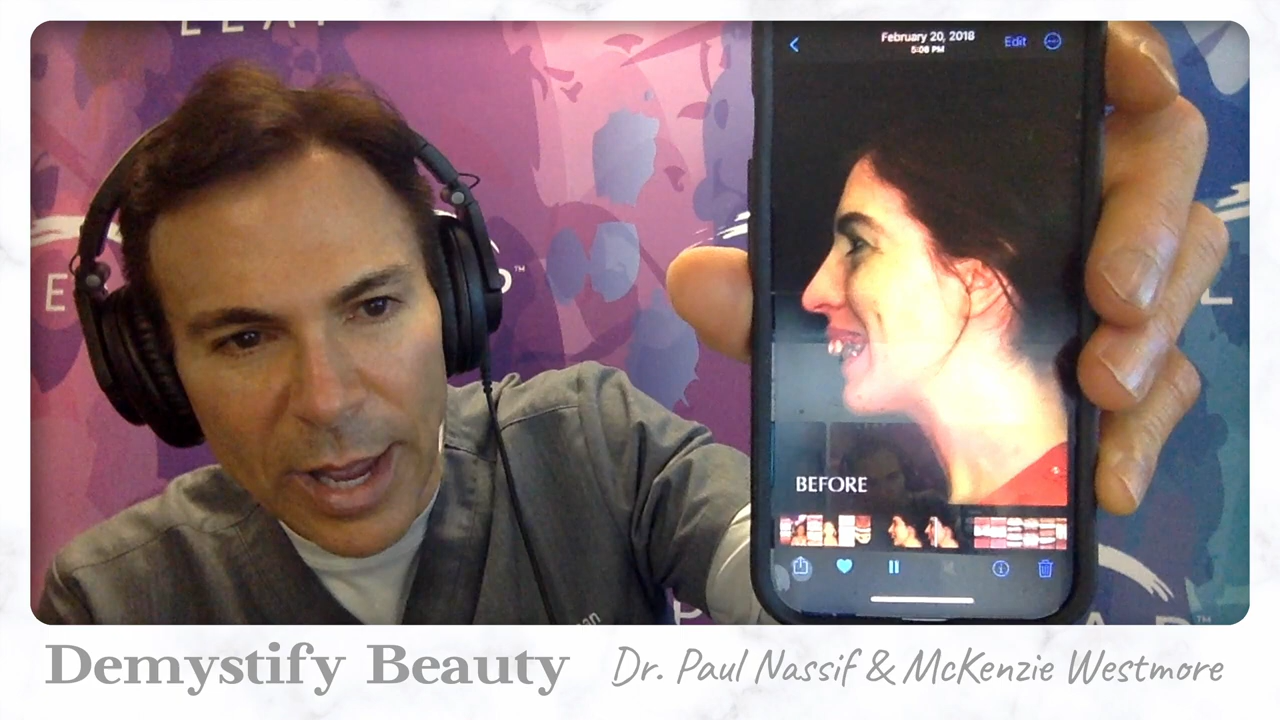 February 20, 2018
5:08 PM
Edit
BEFORE
Demystify Beauty
Dr. Paul Nassif & McKenzie Westmore